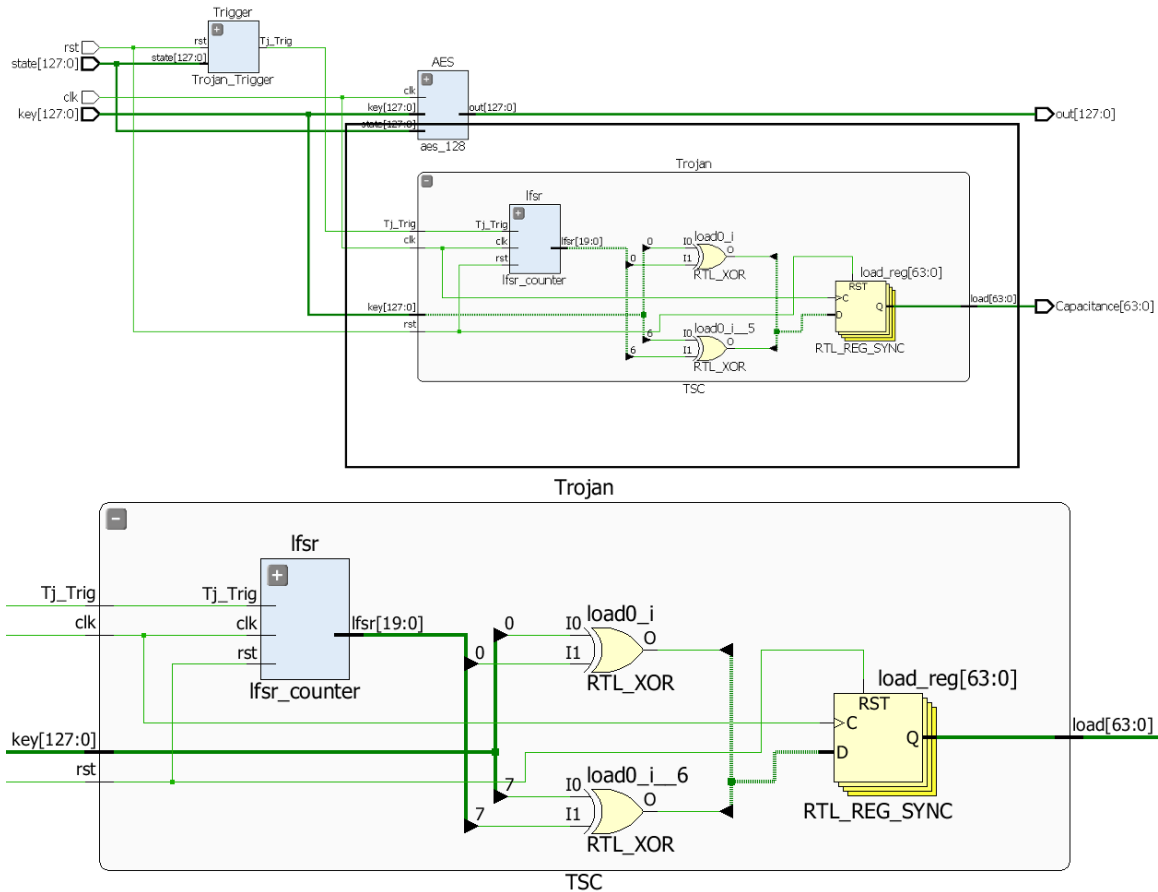 Trigger
rst
rst
Tj_Trig
state[127:0]
state[127:0]
Trojan_Trigger
AES
clk
clk
key[127:0]
key[127:0]
out[127:0]
out[127:0]
state[127:0]
aes_128
Trojan
lfsr
Tj_Trig
Tj_Trig
clk
clk
lfsr[19:0]
rst
lfsr_counter
0
I0
load0_i
O
0
I1
RTL_XOR
load_reg[63:0]
RST
C
Q
load[63:0]
Capacitance[63:0]
D
RTL_REG_SYNC
key[127:0]
rst
6
I0
load0_i__5
O
6
I1
RTL_XOR
TSC
Trojan
lfsr
Tj_Trig
Tj_Trig
clk
clk
lfsr[19:0]
rst
lfsr_counter
0
I0
load0_i
O
0
I1
RTL_XOR
load_reg[63:0]
RST
C
Q
load[63:0]
D
RTL_REG_SYNC
key[127:0]
rst
7
I0
load0_i__6
O
7
I1
RTL_XOR
TSC